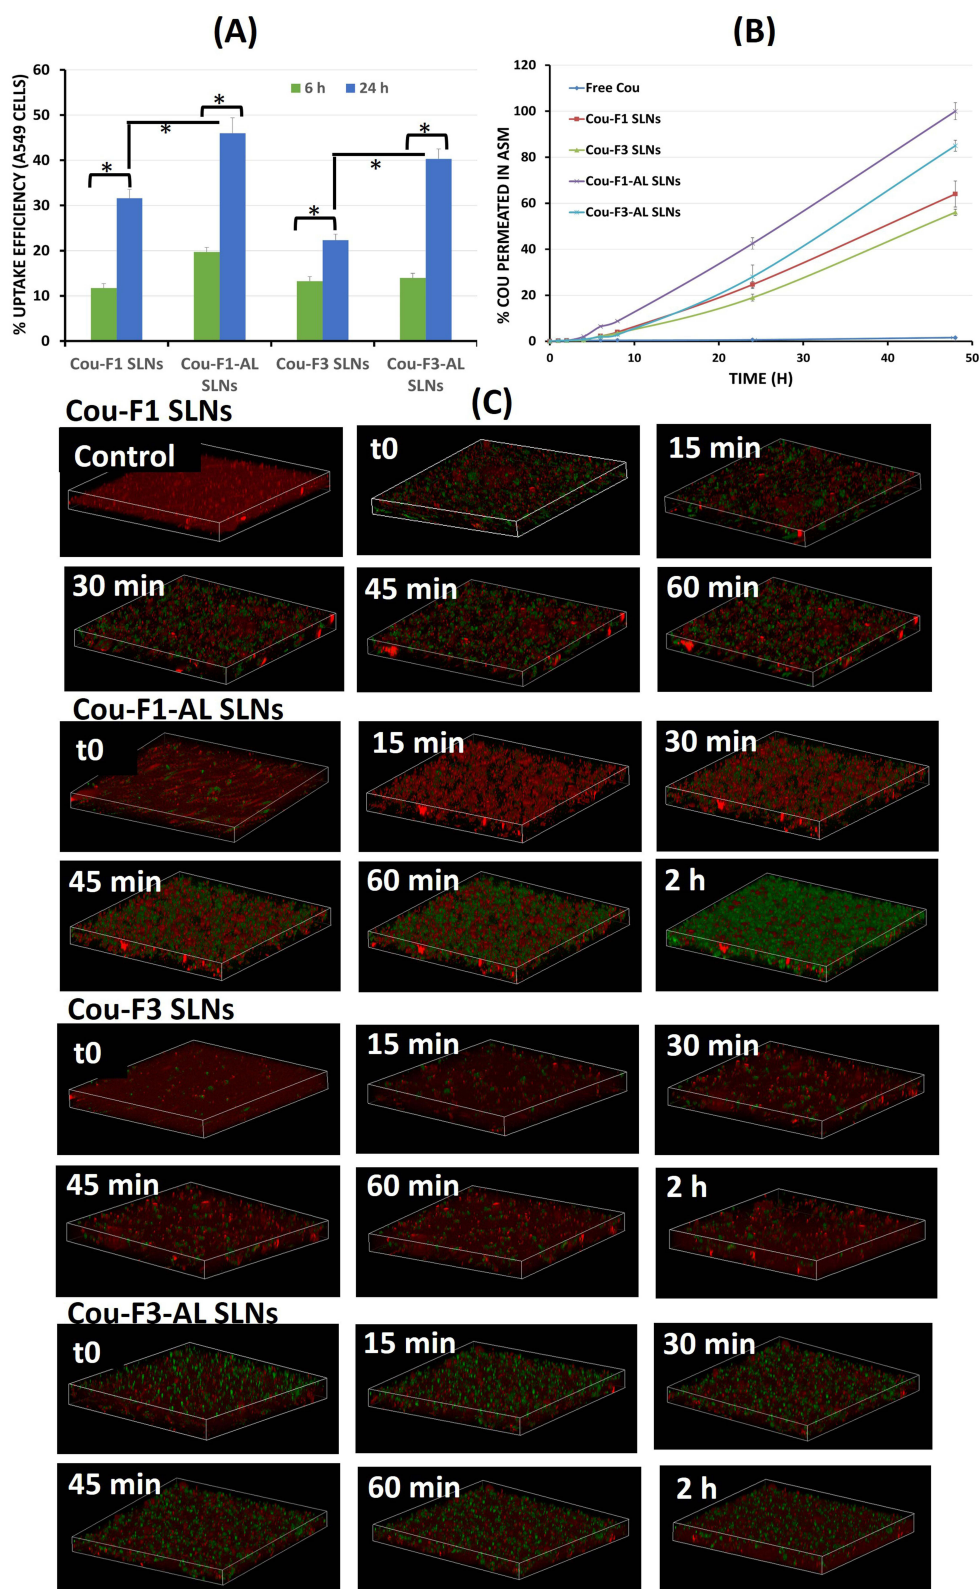 (A)
(B)
% UPTAKE EFFICIENCY (A549 CELLS)
60
50
40
30
20
10
0
6 h
24 h
*
*
*
*
*
*
Cou-F1 SLNs
Cou-F1-AL
SLNs
Cou-F3 SLNs
Cou-F3-AL
SLNs
% COU PERMEATED IN ASM
120
100
80
60
40
20
0
Free Cou
Cou-F1 SLNs
Cou-F3 SLNs
Cou-F1-AL SLNs
Cou-F3-AL SLNs
0
10
20
30
40
50
TIME (H)
(C)
Cou-F1 SLNs
Control
t0
15 min
30 min
45 min
60 min
Cou-F1-AL SLNs
t0
15 min
30 min
45 min
60 min
2 h
Cou-F3 SLNs
t0
15 min
30 min
45 min
60 min
2 h
Cou-F3-AL SLNs
t0
15 min
30 min
45 min
60 min
2 h